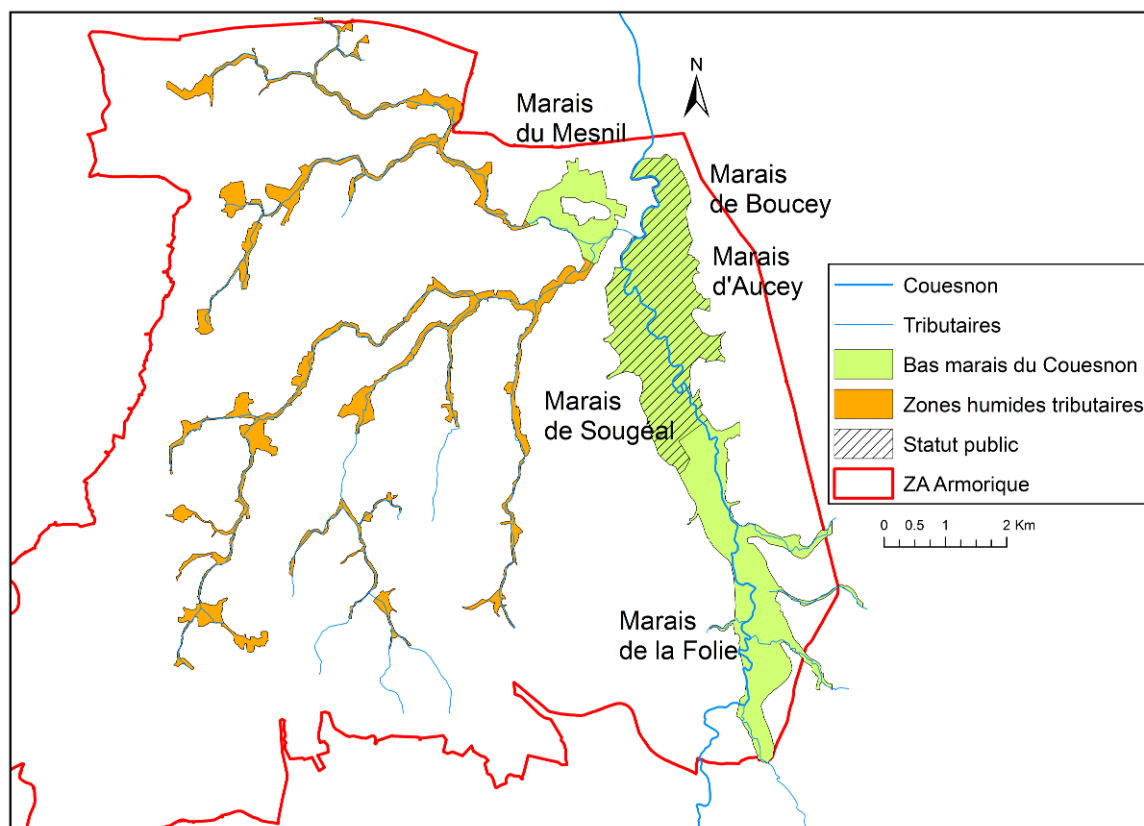 N
Marais
du Mesnil
Marais
de Boucey
Marais
d'Aucey
Marais
de Sougéal
Marais
de la Folie
Couesnon
Tributaires
Bas marais du Couesnon
Zones humides tributaires
Statut public
ZA Armorique
0 0.5 1 2 Km